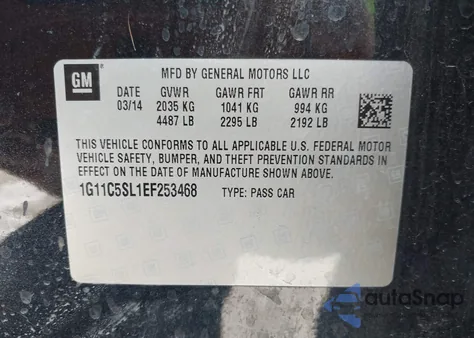 GM
MFD BY GENERAL MOTORS LLC
DATE GVWR GAWR FRT GAWR RR
03/14 2035 KG 1041 KG 994 KG
4487 LB 2295 LB 2192 LB
THIS VEHICLE CONFORMS TO ALL APPLICABLE U.S. FEDERAL MOTOR
VEHICLE SAFETY, BUMPER, AND THEFT PREVENTION STANDARDS IN
EFFECT ON THE DATE OF MANUFACTURE SHOWN ABOVE.
1G11C5SL1EF253468 TYPE: PASS CAR
autoSnap